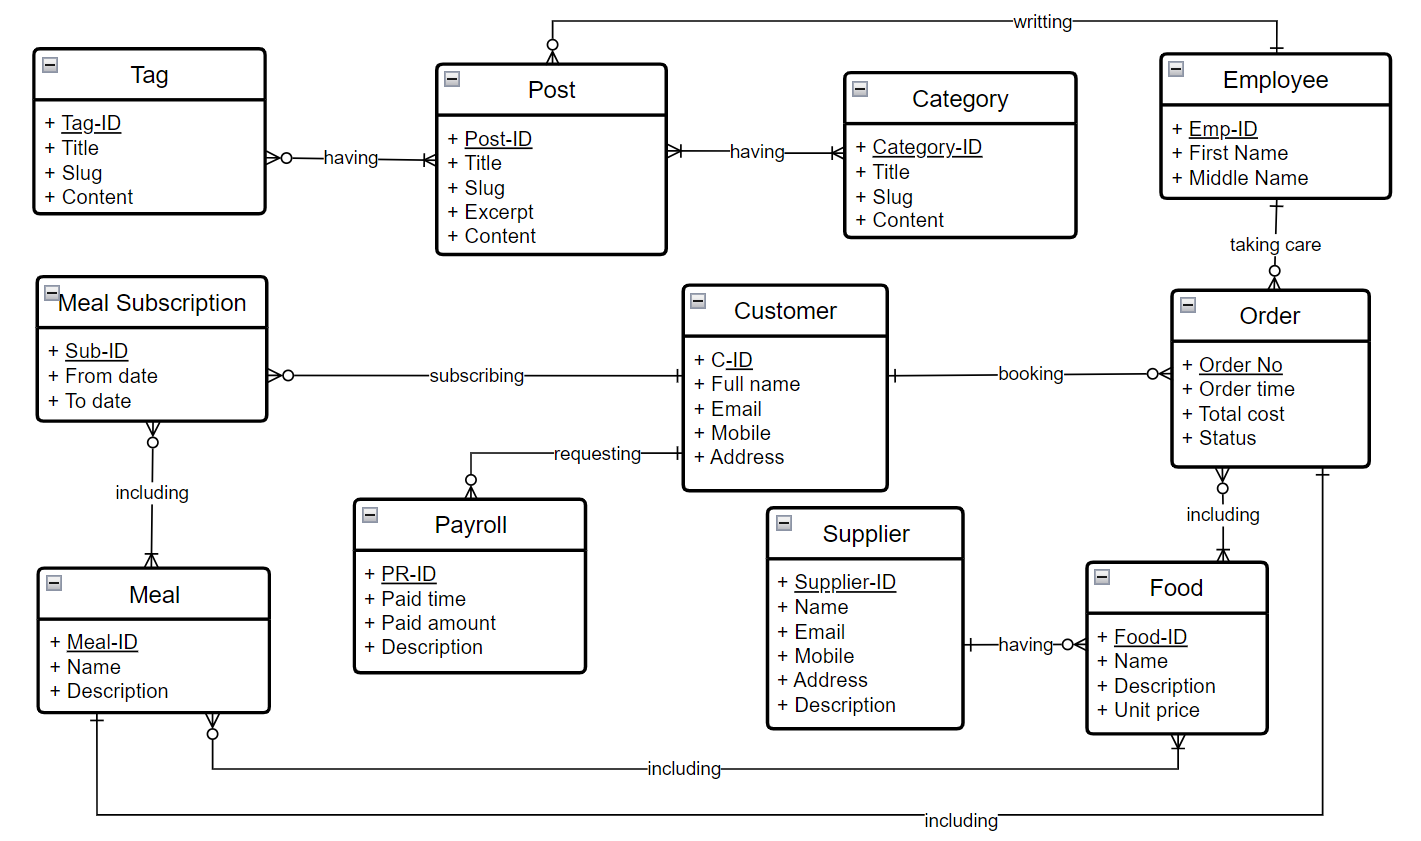 writting
Tag
+ Tag-ID
+ Title
+ Slug
+ Content
having
Post
+ Post-ID
+ Title
+ Slug
+ Excerpt
+ Content
having
Category
+ Category-ID
+ Title
+ Slug
+ Content
Employee
+ Emp-ID
+ First Name
+ Middle Name
taking care
Meal Subscription
+ Sub-ID
+ From date
+ To date
subscribing
Customer
+ C-ID
+ Full name
+ Email
+ Mobile
+ Address
booking
Order
+ Order No
+ Order time
+ Total cost
+ Status
requesting
including
including
Payroll
+ PR-ID
+ Paid time
+ Paid amount
+ Description
Supplier
+ Supplier-ID
+ Name
+ Email
+ Mobile
+ Address
+ Description
having
Food
+ Food-ID
+ Name
+ Description
+ Unit price
Meal
+ Meal-ID
+ Name
+ Description
including
including